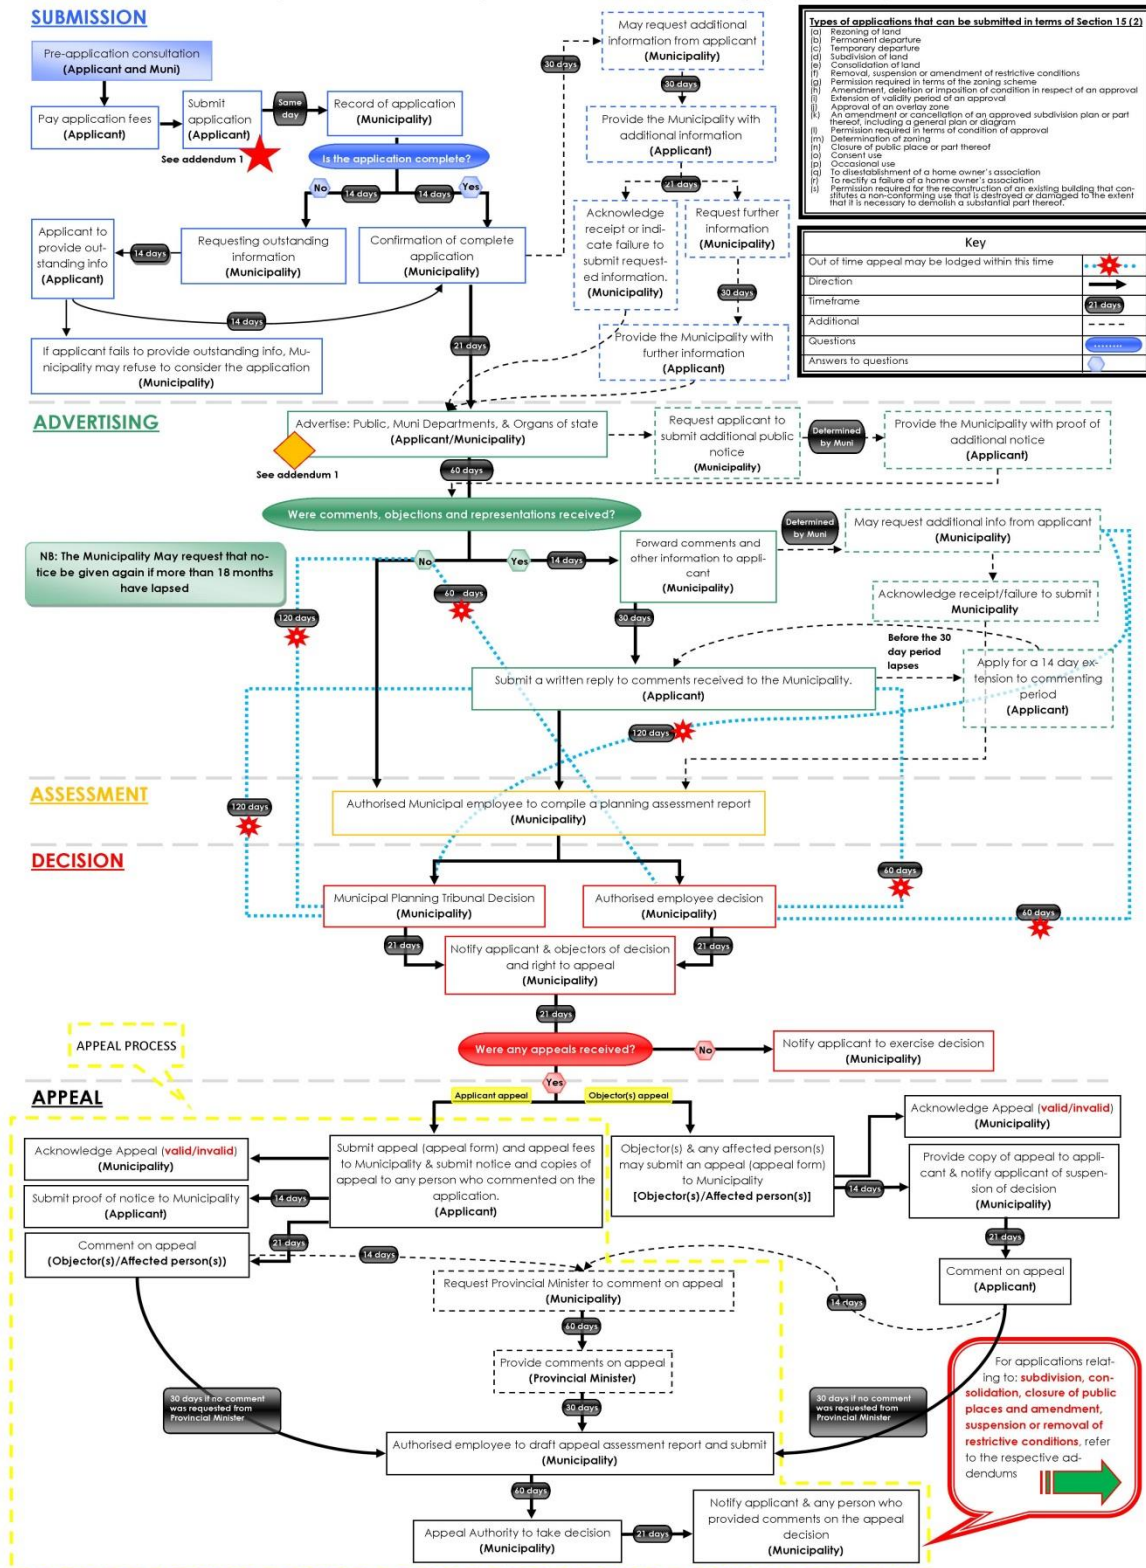 SUBMISSION
Pre-application consultation
(Applicant and Muni)
Pay application fees
(Applicant)
Submit
application
(Applicant)
See addendum 1
Same
day
Record of application
(Municipality)
Is the application complete?
No
Yes
14 days
14 days
Requesting outstanding
information
(Municipality)
Confirmation of complete
application
(Municipality)
14 days
Applicant to
provide out-
standing info
(Applicant)
14 days
If applicant fails to provide outstanding info, Mu-
nicipality may refuse to consider the application
(Municipality)
21 days
30 days
May request additional
information from applicant
(Municipality)
30 days
Provide the Municipality with
additional information
(Applicant)
21 days
Acknowledge
receipt or indi-
cate failure to
submit request-
ed information.
(Municipality)
Request further
information
(Municipality)
30 days
Provide the Municipality with
further information
(Applicant)
Types of applications that can be submitted in terms of Section 15 (2)
(a) Rezoning of land
(b) Permanent departure
(c) Temporary departure
(d) Subdivision of land
(e) Consolidation of land
(f) Removal, suspension or amendment of restrictive conditions
(g) Permission required in terms of the zoning scheme
(h) Amendment, deletion or imposition of condition in respect of an approval
(i) Extension of validity period of an approval
(j) Approval of an overlay zone
(k) An amendment or cancellation of an approved subdivision plan or part
thereof, including a general plan or diagram
(l) Permission required in terms of condition of approval
(m) Determination of zoning
(n) Closure of public place or part thereof
(o) Consent use
(p) Occasional use
(q) To disestablishment of a home owner's association
(r) To rectify a failure of a home owner's association
(s) Permission required for the reconstruction of an existing building that con-
stitutes a non-conforming use that is destroyed or damaged to the extent
that it is necessary to demolish a substantial part thereof.
Key
Out of time appeal may be lodged within this time
Direction
Timeframe
21 days
Additional
Questions
........
Answers to questions
ADVERTISING
Advertise: Public, Muni Departments, & Organs of state
(Applicant/Municipality)
See addendum 1
60 days
Request applicant to
submit additional public
notice
(Municipality)
Determined
by Muni
Provide the Municipality with proof of
additional notice
(Applicant)
Were comments, objections and representations received?
NB: The Municipality May request that no-
tice be given again if more than 18 months
have lapsed
No
Yes
14 days
Forward comments and
other information to appli-
cant
(Municipality)
Determined
by Muni
May request additional info from applicant
(Municipality)
Acknowledge receipt/failure to submit
Municipality
60 days
120 days
30 days
Before the 30
day period
lapses
Apply for a 14 day ex-
tension to commenting
period
(Applicant)
Submit a written reply to comments received to the Municipality.
(Applicant)
120 days
ASSESSMENT
Authorised Municipal employee to compile a planning assessment report
(Municipality)
120 days
DECISION
Municipal Planning Tribunal Decision
(Municipality)
Authorised employee decision
(Municipality)
60 days
60 days
21 days
21 days
Notify applicant & objectors of decision
and right to appeal
(Municipality)
21 days
Were any appeals received?
No
Notify applicant to exercise decision
(Municipality)
Yes
APPEAL PROCESS
APPEAL
Applicant appeal
Objector(s) appeal
Acknowledge Appeal (valid/invalid)
(Municipality)
Submit appeal (appeal form) and appeal fees
to Municipality & submit notice and copies of
appeal to any person who commented on the
application.
(Applicant)
Objector(s) & any affected person(s)
may submit an appeal (appeal form)
to Municipality
[Objector(s)/Affected person(s)]
Acknowledge Appeal (valid/invalid)
(Municipality)
14 days
Submit proof of notice to Municipality
(Applicant)
14 days
Provide copy of appeal to appli-
cant & notify applicant of suspen-
sion of decision
(Municipality)
21 days
Comment on appeal
(Objector(s)/Affected person(s))
21 days
Comment on appeal
(Applicant)
14 days
14 days
Request Provincial Minister to comment on appeal
(Municipality)
60 days
Provide comments on appeal
(Provincial Minister)
30 days
30 days if no comment
was requested from
Provincial Minister
30 days if no comment
was requested from
Provincial Minister
Authorised employee to draft appeal assessment report and submit
(Municipality)
60 days
Appeal Authority to take decision
(Municipality)
21 days
Notify applicant & any person who
provided comments on the appeal
decision
(Municipality)
For applications relat-
ing to: subdivision, con-
solidation, closure of public
places and amendment,
suspension or removal of
restrictive conditions, refer
to the respective ad-
dendums